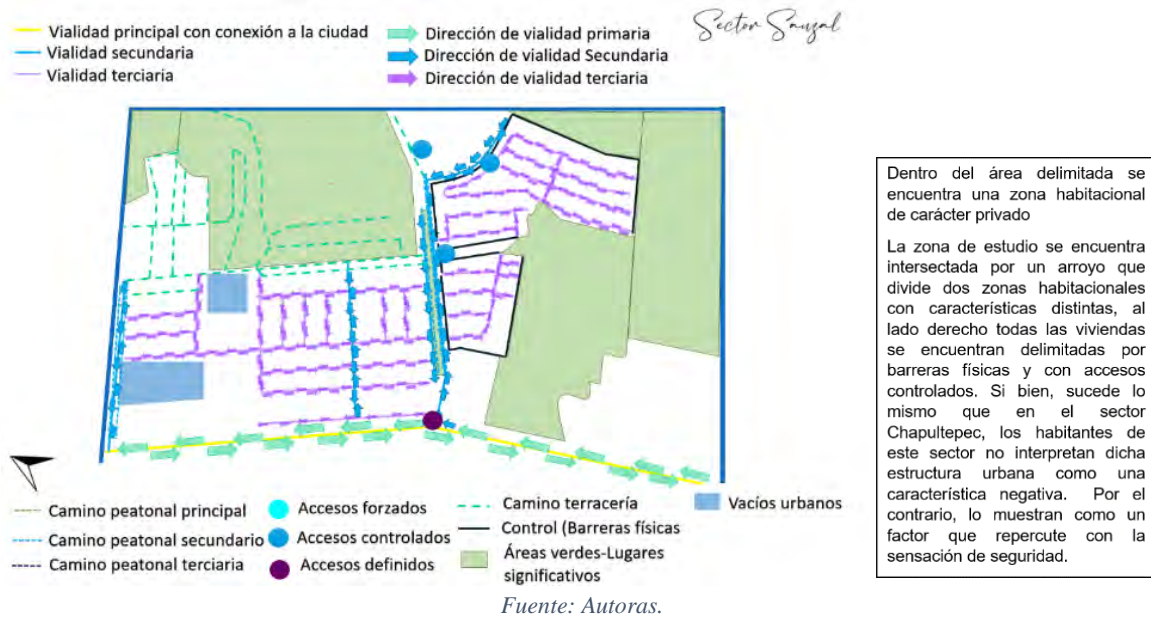 Sector Sauzal
Vialidad principal con conexión a la ciudad
Vialidad secundaria
Vialidad terciaria
Dirección de vialidad primaria
Dirección de vialidad Secundaria
Dirección de vialidad terciaria
Dentro del área delimitada se
encuentra una zona habitacional
de carácter privado
La zona de estudio se encuentra
intersectada por un arroyo que
divide dos zonas habitacionales
con características distintas, al
lado derecho todas las viviendas
se encuentran delimitadas por
barreras físicas y con accesos
controlados. Si bien, sucede lo
mismo que en el sector
Chapultepec, los habitantes de
este sector no interpretan dicha
estructura urbana como una
característica negativa. Por el
contrario, lo muestran como un
factor que repercute con la
sensación de seguridad.
Camino peatonal principal
Camino peatonal secundario
Camino peatonal terciaria
Accesos forzados
Accesos controlados
Accesos definidos
Camino terracería
Control (Barreras físicas
Áreas verdes-Lugares
significativos
Vacíos urbanos
Fuente: Autoras.